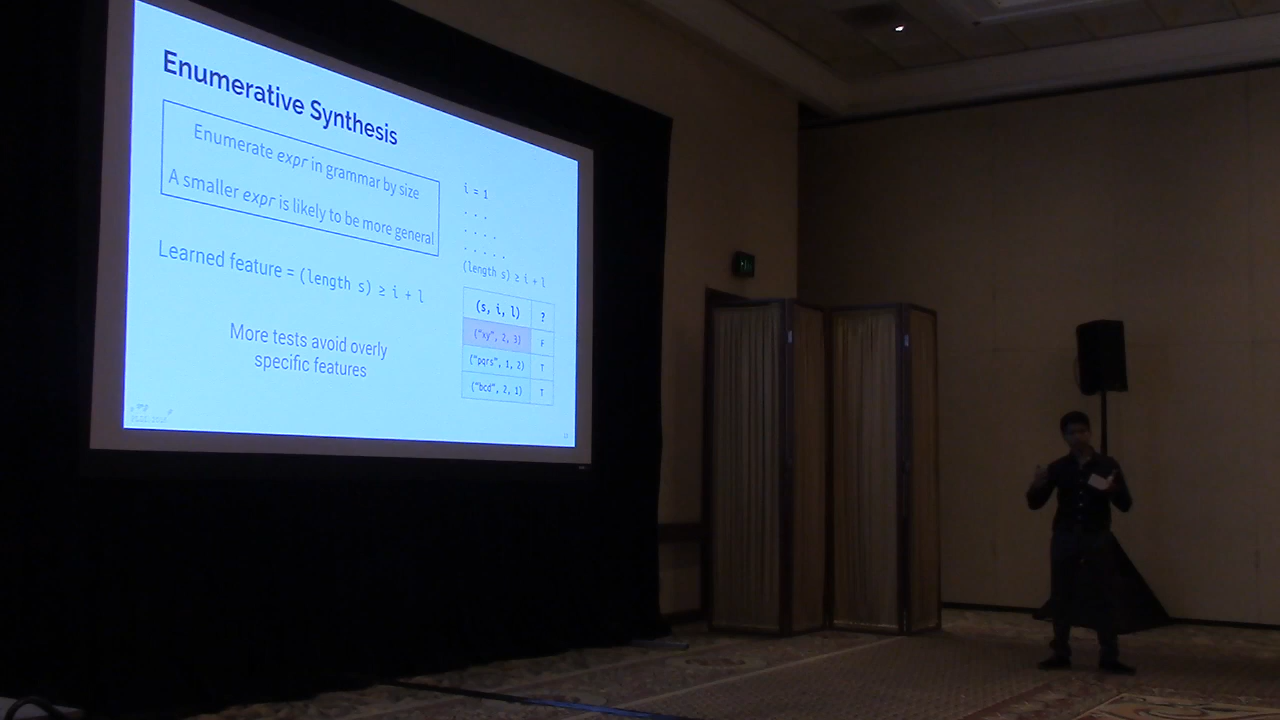 Enumerative Synthesis
Enumerate expr in grammar by size
A smaller expr is likely to be more general
Learned feature = (length s) ≥ i + l
More tests avoid overly
specific features
i = 1
. . .
. . . .
. . . . .
(length s) ≥ i + l
(s, i, l) ?
("xy", 2, 3) F
("pqrs", 1, 2) T
("bcd", 2, 1) T